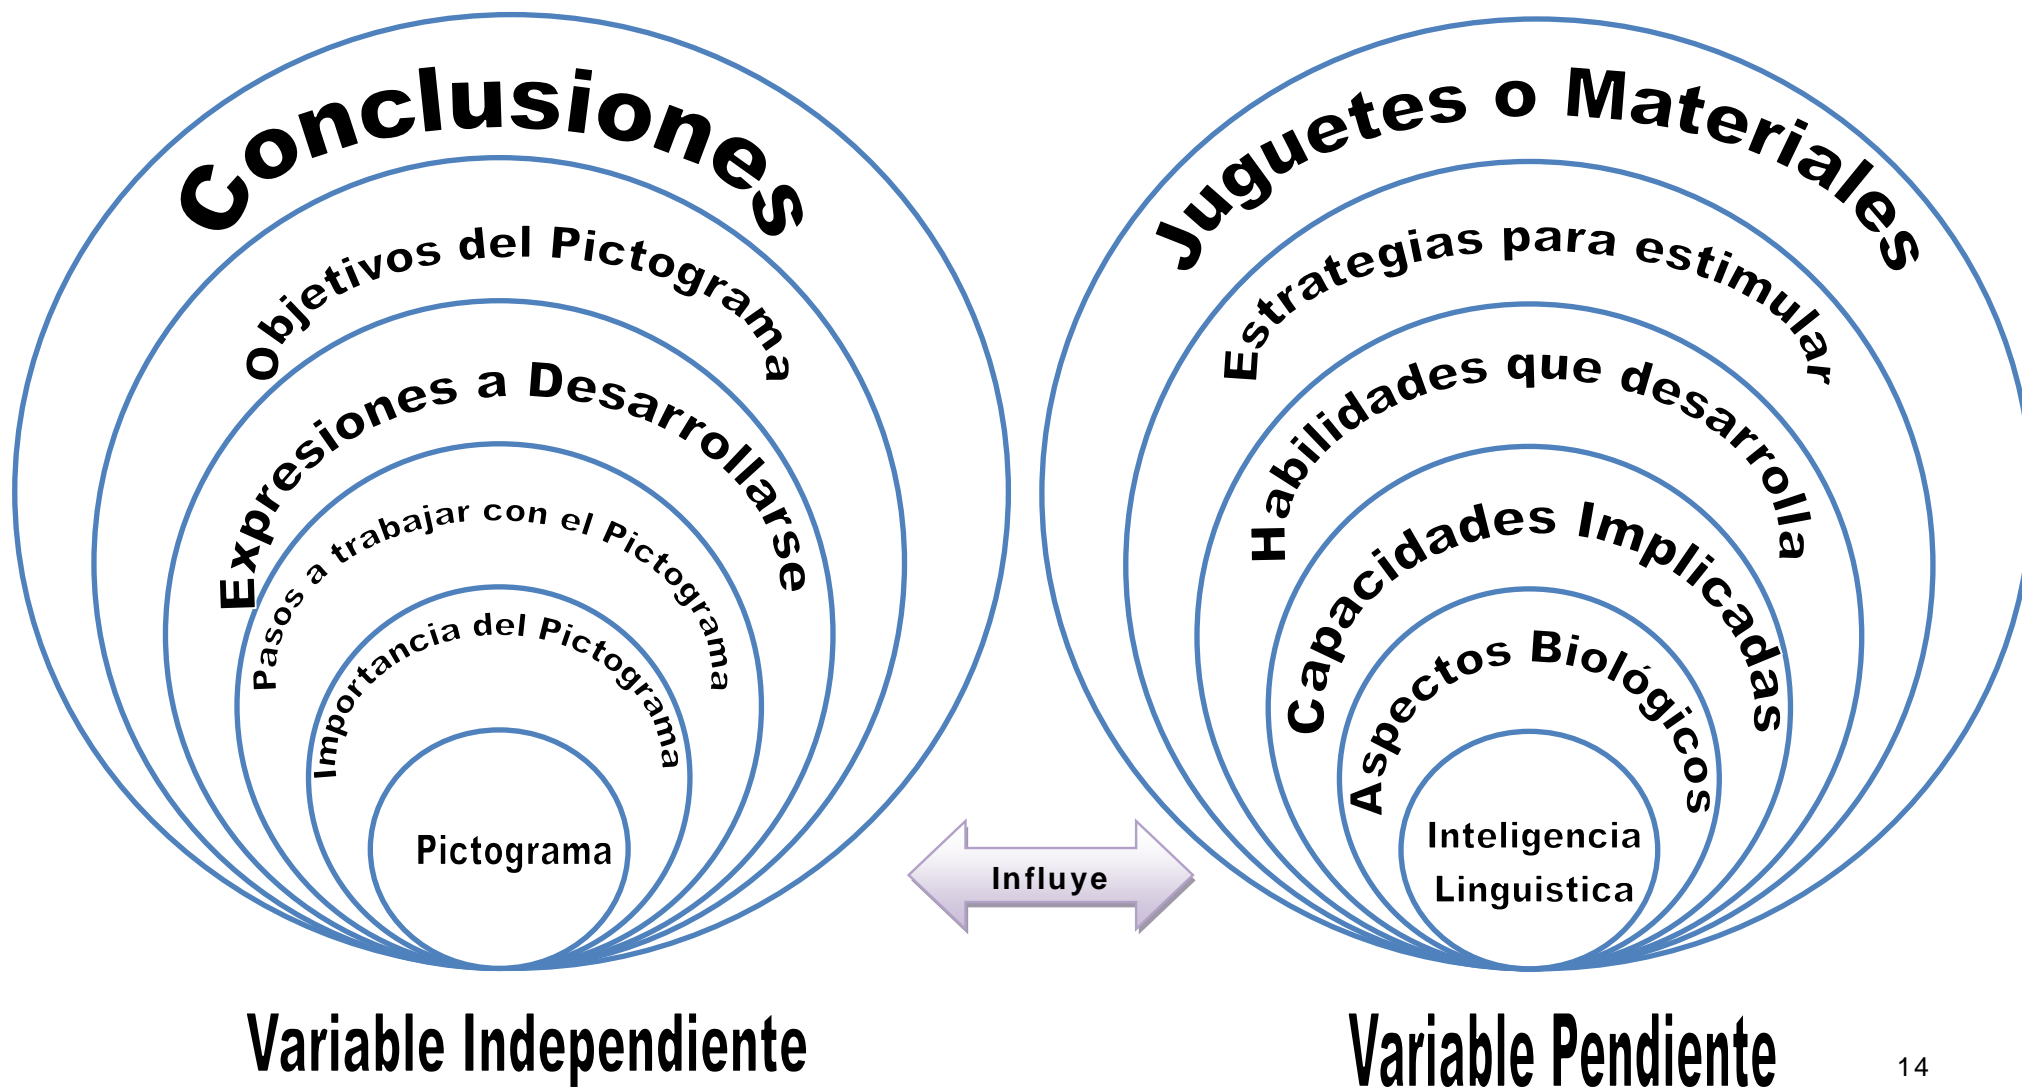 Conclusiones
Objetivos del Pictograma
Expresiones a Desarrollarse
Pasos a trabajar con el Pictograma
Importancia del Pictograma
Pictograma
Influye
Juguetes o Materiales
Estrategias para estimular
Habilidades que desarrolla
Capacidades Implicadas
Aspectos Biológicos
Inteligencia
Linguistica
Variable Independiente
Variable Pendiente
14